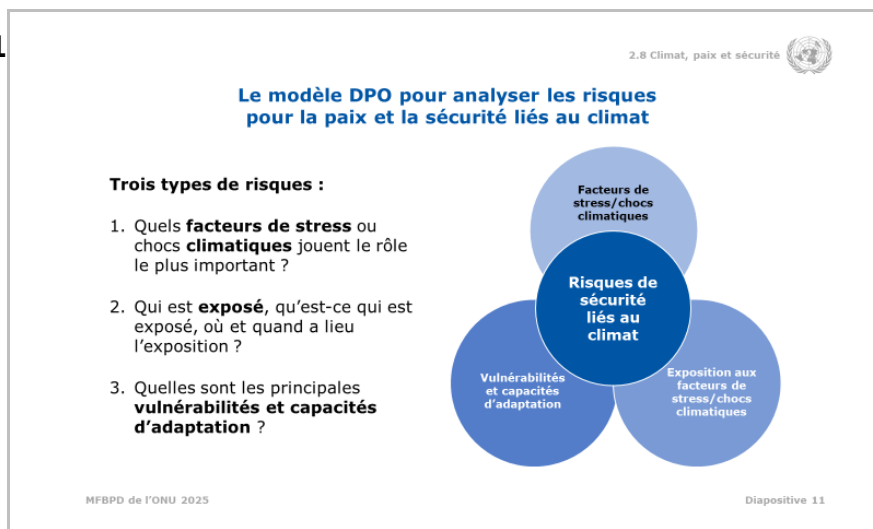 1
2.8 Climat, paix et sécurité
Le modèle DPO pour analyser les risques
pour la paix et la sécurité liés au climat
Trois types de risques :
1. Quels facteurs de stress ou
chocs climatiques jouent le rôle
le plus important ?
2. Qui est exposé, qu’est-ce qui est
exposé, où et quand a lieu
l’exposition ?
3. Quelles sont les principales
vulnérabilités et capacités
d’adaptation ?
Facteurs de
stress/chocs
climatiques
Risques de
sécurité
liés au
climat
Vulnérabilités
et capacités
d’adaptation
Exposition aux
facteurs de
stress/chocs
climatiques
MFBPD de l’ONU 2025
Diapositive 11